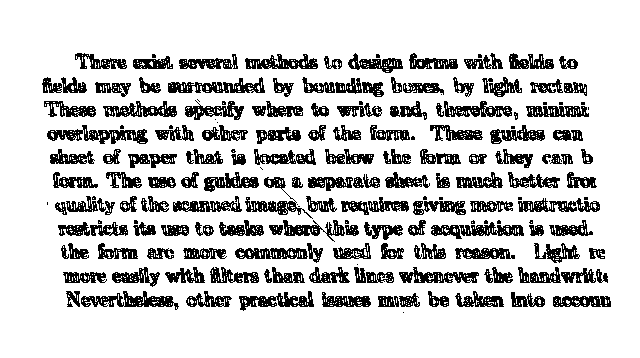 There exist several methods to design forms with fields to
fields may be surrounded by bounding boxes, by light rectan
These methods specify where to write and, therefore, minimi
overlapping with other parts of the form. These guides can
sheet of paper that is located below the form or they can b
form. The use of guides on a separate sheet is much better fro
quality of the scanned image, but requires giving more instructio
restricts its use to tasks where this type of acquisition is used.
the form are more commonly used for this reason. Light re
more easily with filters than dark lines whenever the handwritte
Nevertheless, other practical issues must be taken into accoun